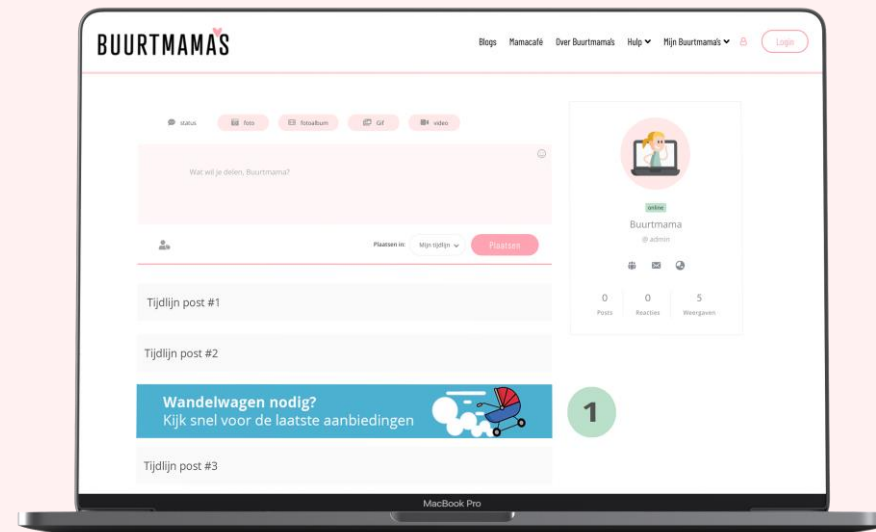 BUURTMAMA'S
Blogs Mamacafé Over Buurtmama's Hulp Mijn Buurtmama's Login
status foto fotoalbum Gif video
Wat wil je delen, Buurtmama?
Plaatsen in: Mijn tijdlijn Plaatsen
online
Buurtmama
@ admin
0 0 5
Posts Reacties Weergaven
Tijdlijn post #1
Tijdlijn post #2
Wandelwagen nodig?
Kijk snel voor de laatste aanbiedingen
1
Tijdlijn post #3
MacBook Pro